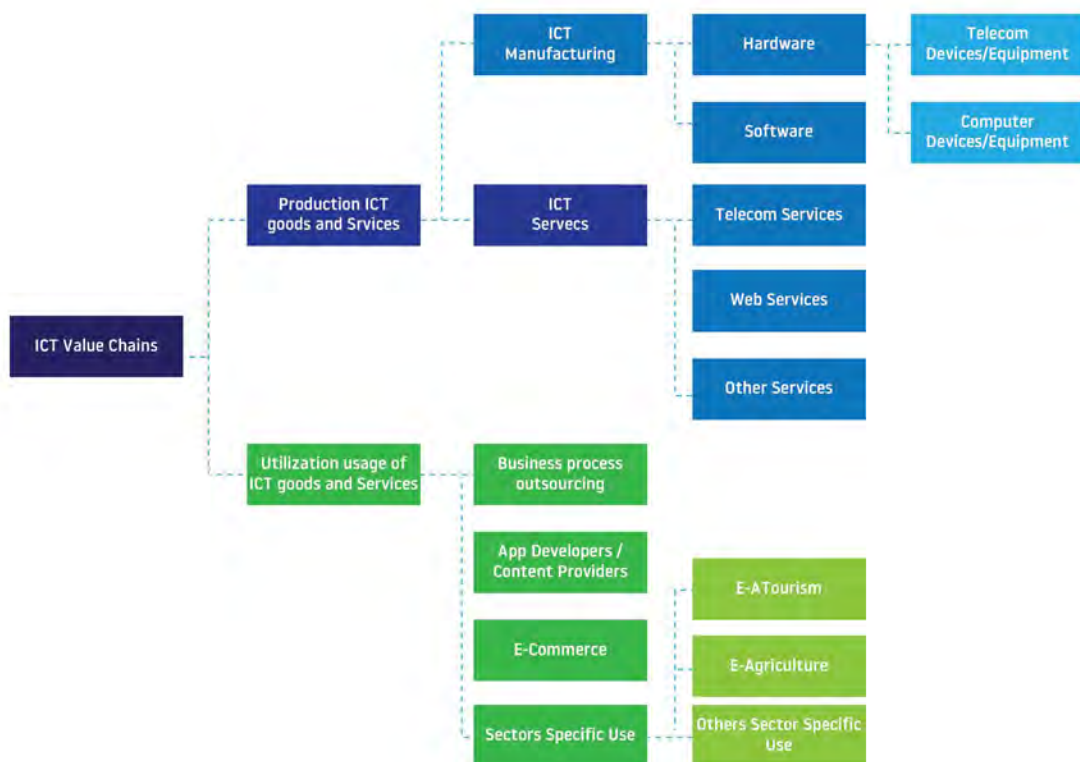 ICT
Manufacturing
Hardware
Telecom
Devices/Equipment
Software
Computer
Devices/Equipment
Production ICT
goods and Srvices
ICT
Servecs
Telecom Services
Web Services
ICT Value Chains
Other Services
Utilization usage of
ICT goods and Services
Business process
outsourcing
App Developers /
Content Providers
E-ATourism
E-Commerce
E-Agriculture
Sectors Specific Use
Others Sector Specific
Use